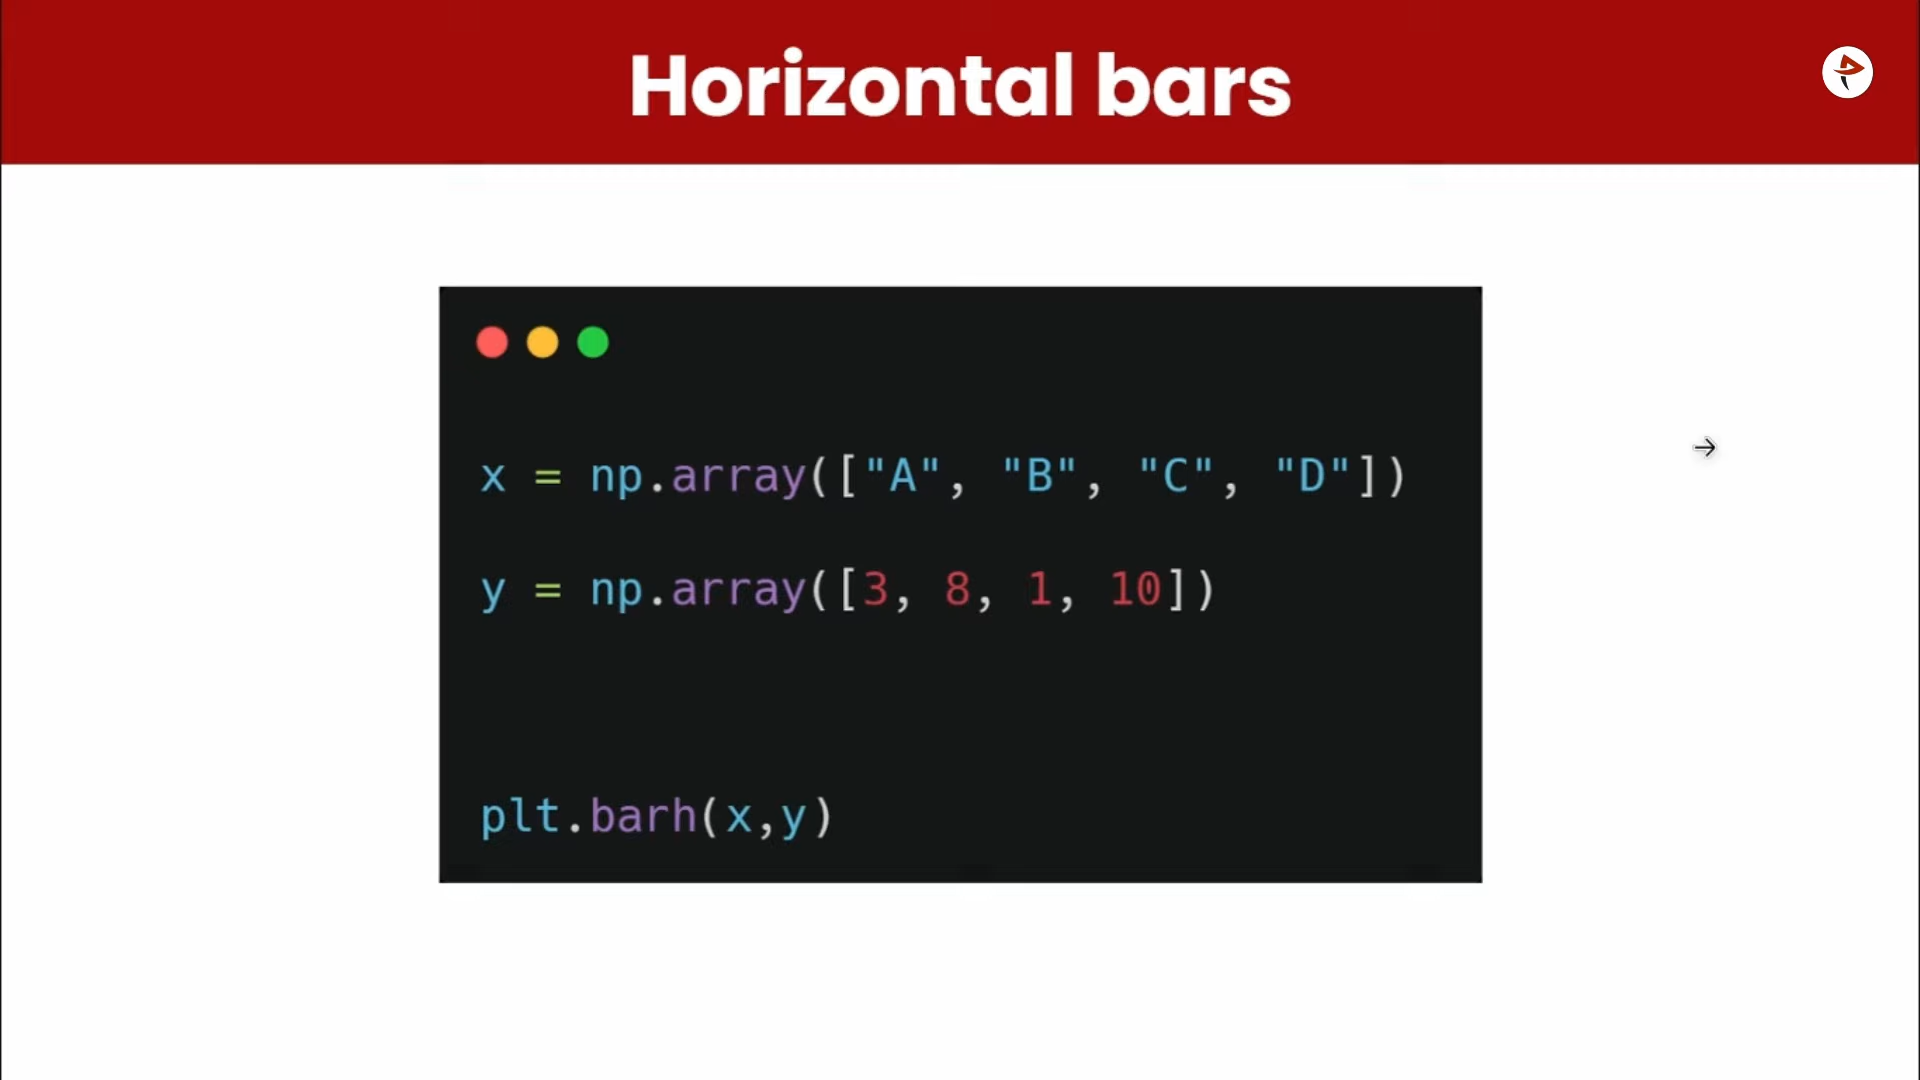 Horizontal bars
x = np.array(["A", "B", "C", "D"])
y = np.array([3, 8, 1, 10])
plt.barh(x,y)